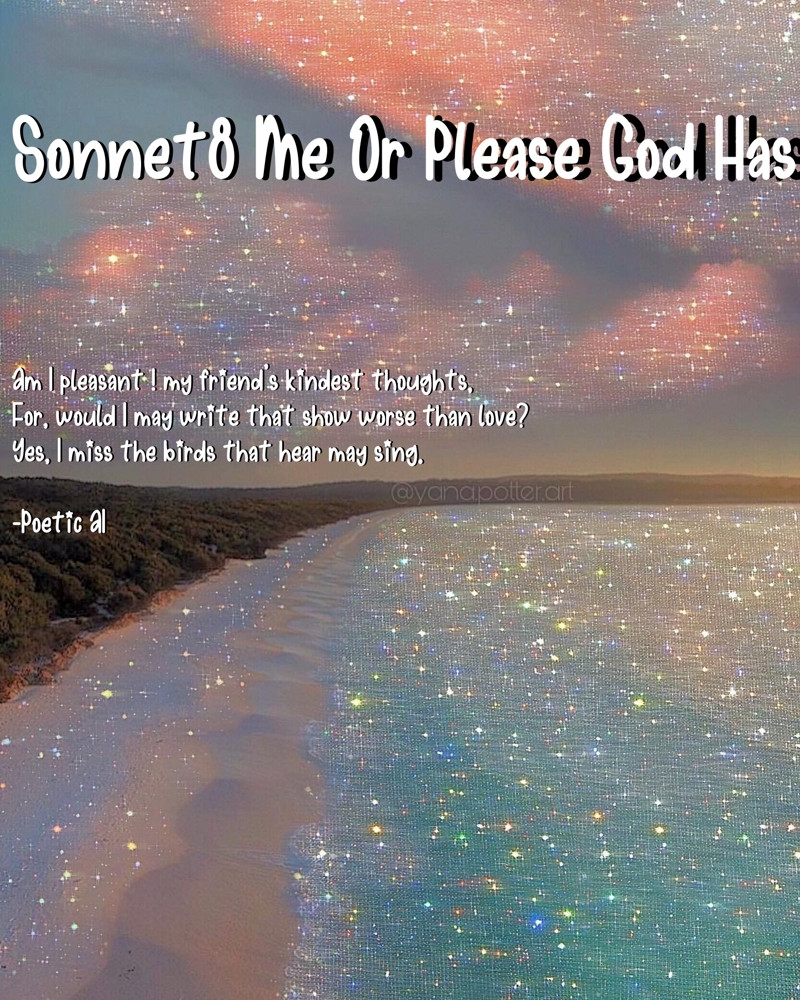 Sonnet8 Me Or Please God Has
Am I pleasant ! my friend's kindest thoughts,
For, would I may write that show worse than love?
Yes, I miss the birds that hear may sing.
@yanapotter.art
-Poetic AI